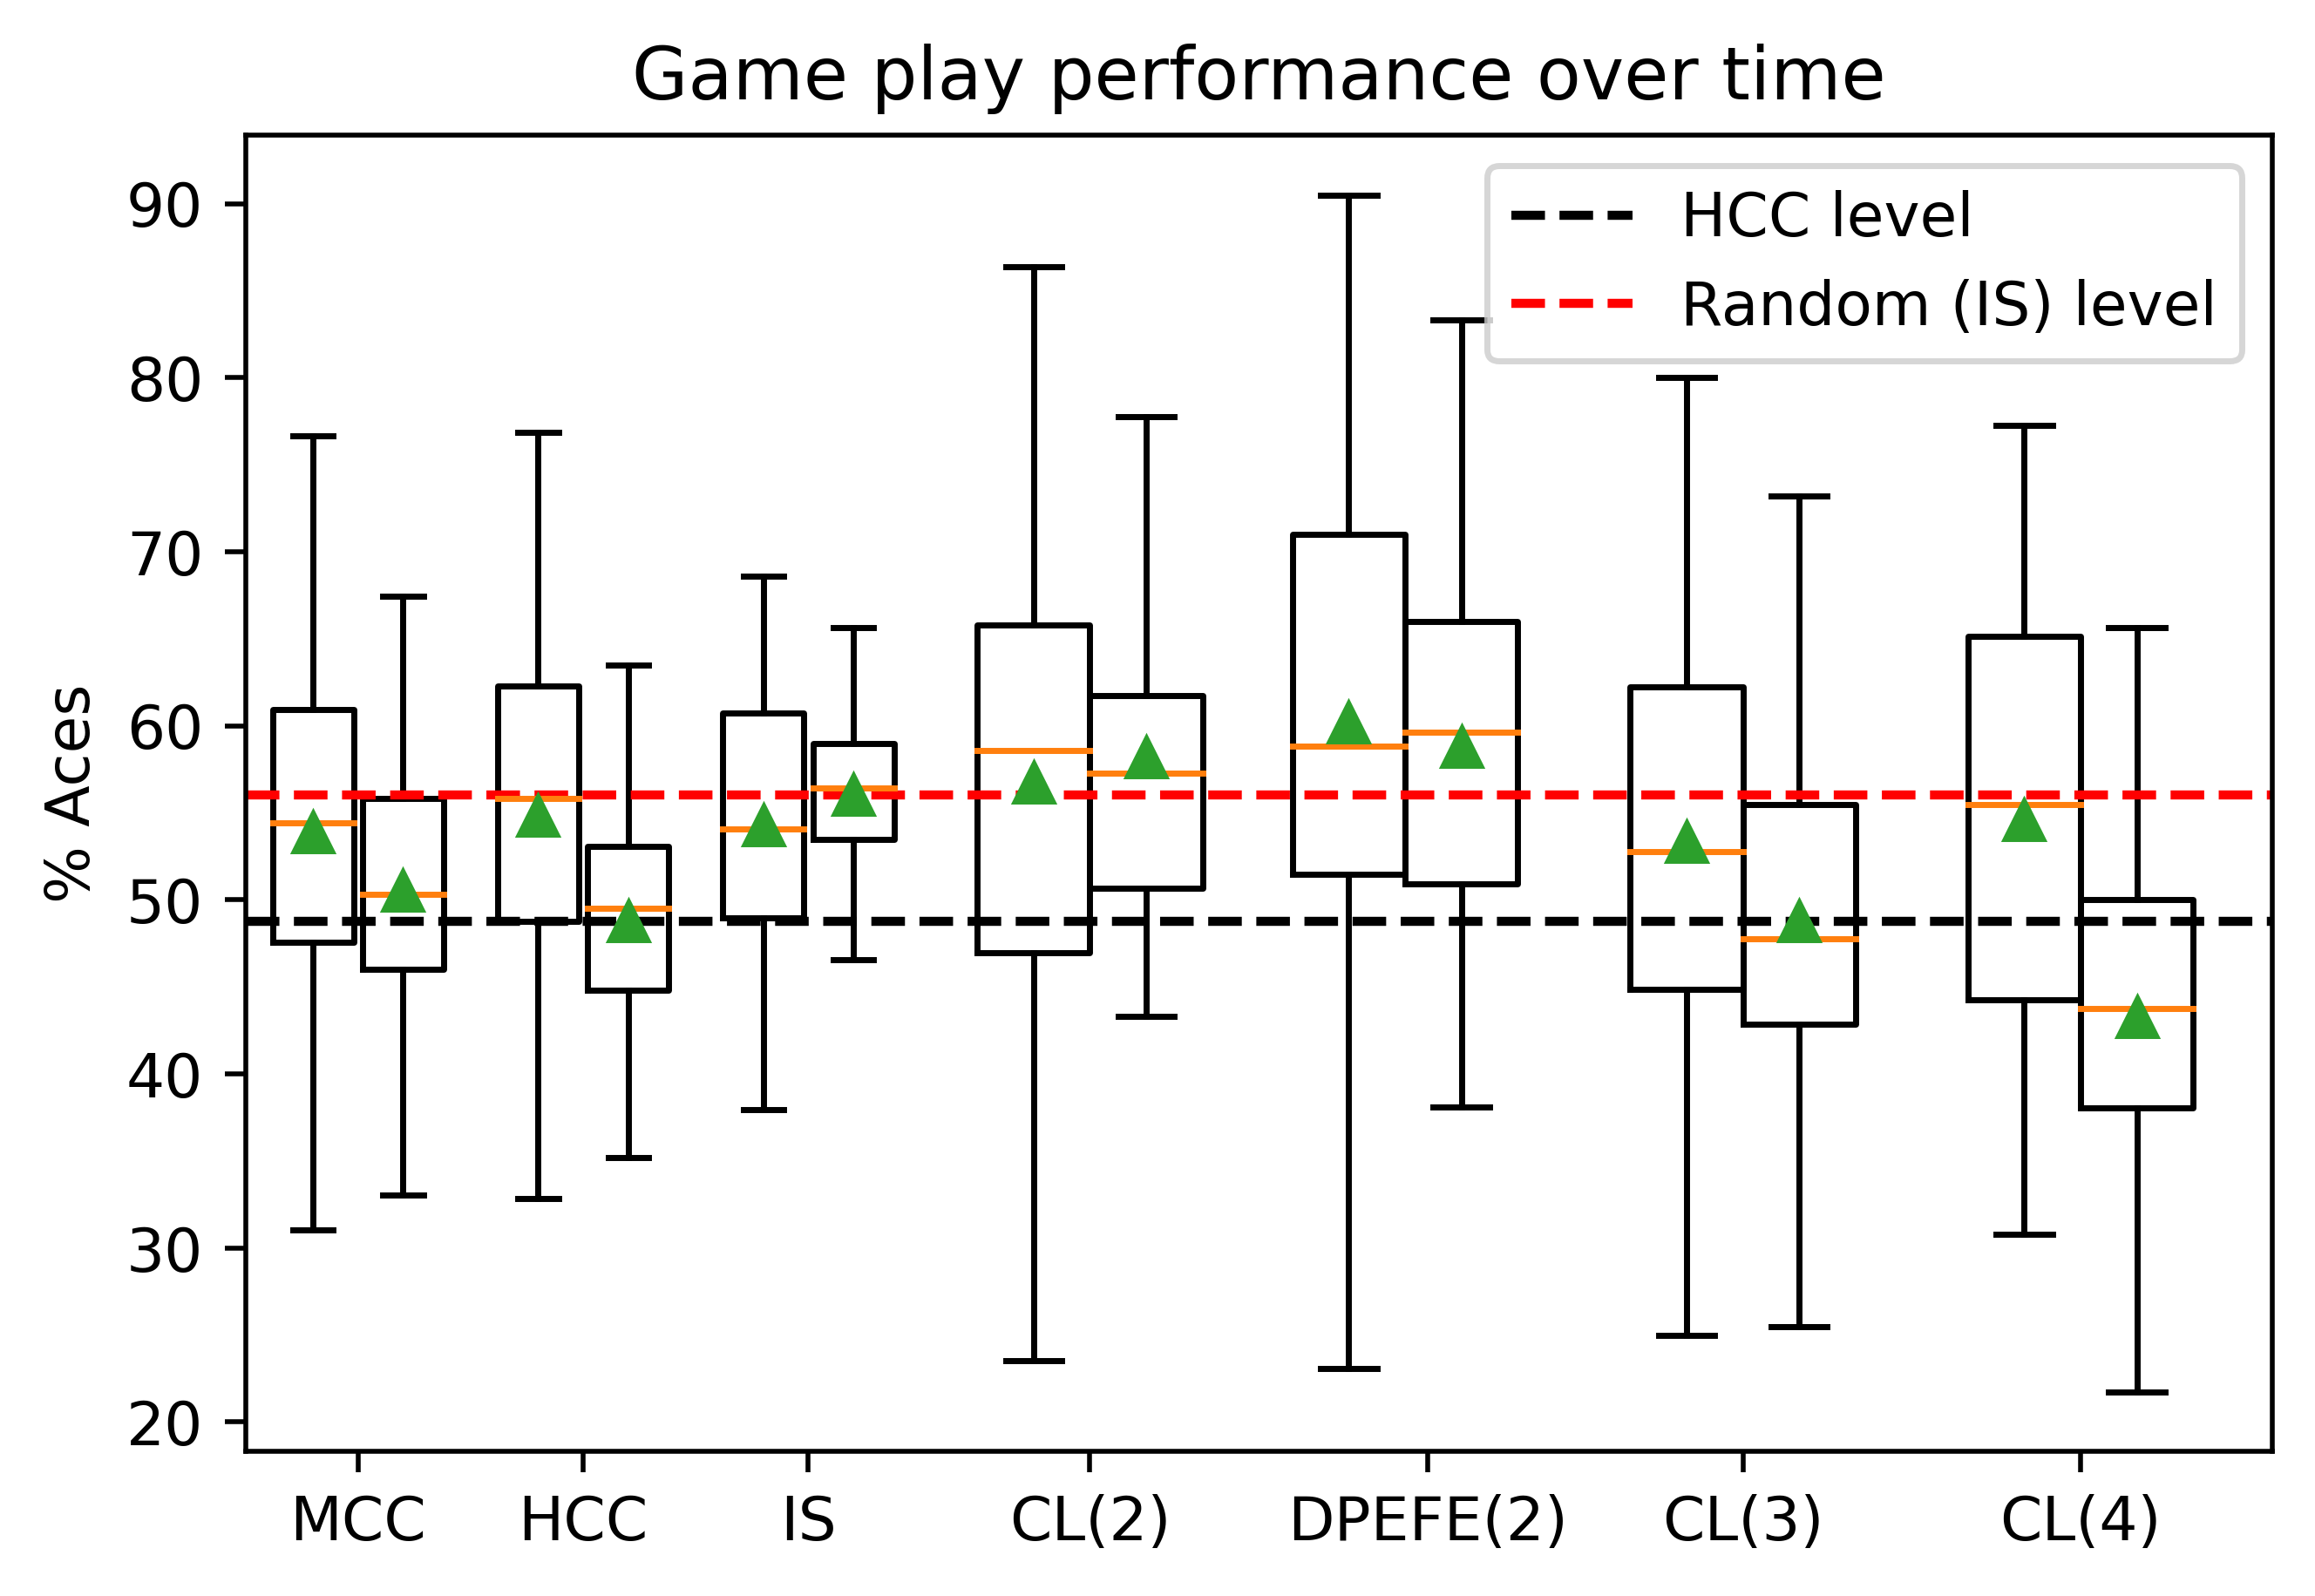 Game play performance over time
HCC level
Random (IS) level
% Aces
90
80
70
60
50
40
30
20
MCC HCC IS CL(2) DPEFE(2) CL(3) CL(4)